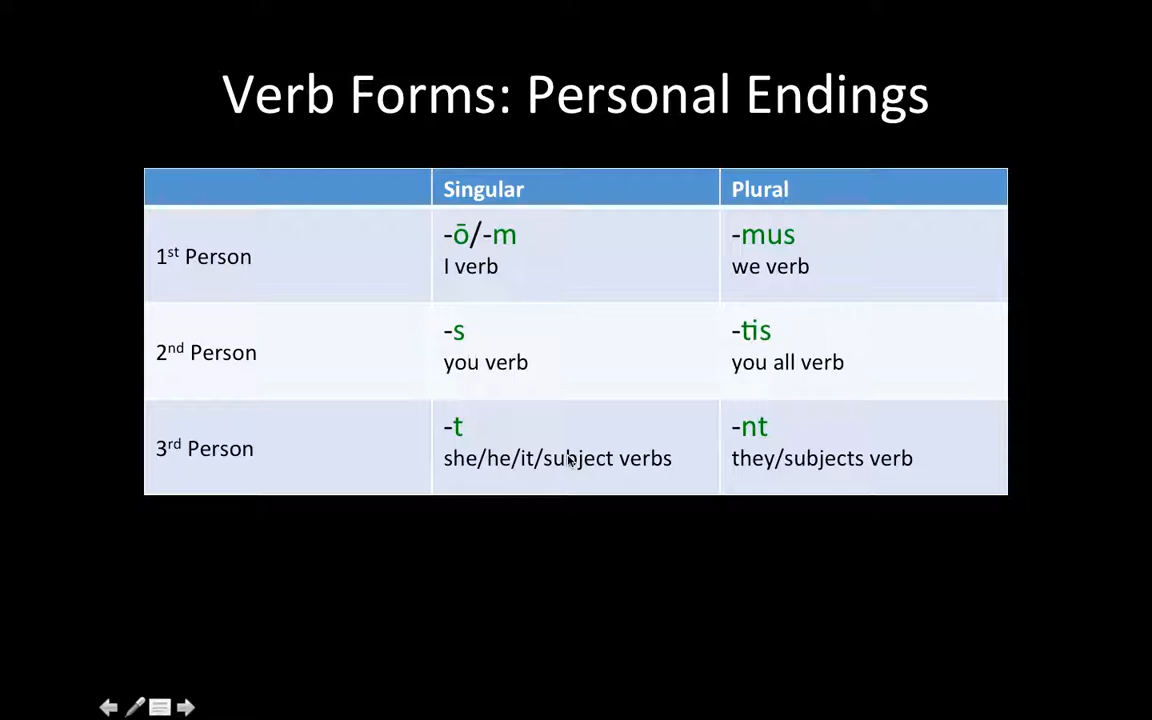 Verb Forms: Personal Endings
Singular Plural
1st Person
-ō/-m
I verb
-mus
we verb
2nd Person
-s
you verb
-tis
you all verb
3rd Person
-t
she/he/it/subject verbs
-nt
they/subjects verb